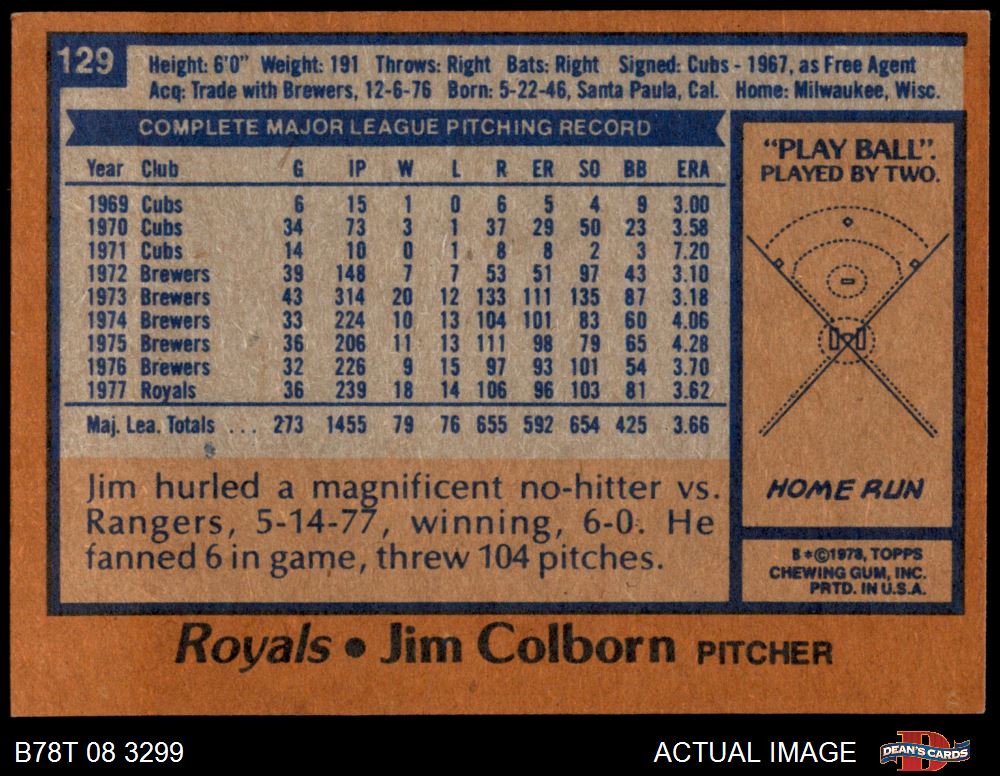 129
Height: 6'0" Weight: 191 Throws: Right Bats: Right Signed: Cubs - 1967, as Free Agent
Acq: Trade with Brewers, 12-6-76 Born: 5-22-46, Santa Paula, Cal. Home: Milwaukee, Wisc.
COMPLETE MAJOR LEAGUE PITCHING RECORD
Year Club G IP W L R ER SO BB ERA
1969 Cubs 6 15 1 0 6 5 4 9 3.00
1970 Cubs 34 73 3 1 37 29 50 23 3.58
1971 Cubs 14 10 0 1 8 8 2 3 7.20
1972 Brewers 39 148 7 7 53 51 97 43 3.10
1973 Brewers 43 314 20 12 133 111 135 87 3.18
1974 Brewers 33 224 10 13 104 101 83 60 4.06
1975 Brewers 36 206 11 13 111 98 79 65 4.28
1976 Brewers 32 226 9 15 97 93 101 54 3.70
1977 Royals 36 239 18 14 106 96 103 81 3.62
Maj. Lea. Totals ... 273 1455 79 76 655 592 654 425 3.66
Jim hurled a magnificent no-hitter vs.
Rangers, 5-14-77, winning, 6-0. He
fanned 6 in game, threw 104 pitches.
"PLAY BALL".
PLAYED BY TWO.
HOME RUN
B*©1978, TOPPS
CHEWING GUM, INC.
PRTD. IN U.S.A.
Royals • Jim Colborn PITCHER
B78T 08 3299
ACTUAL IMAGE
DEAN'S CARDS